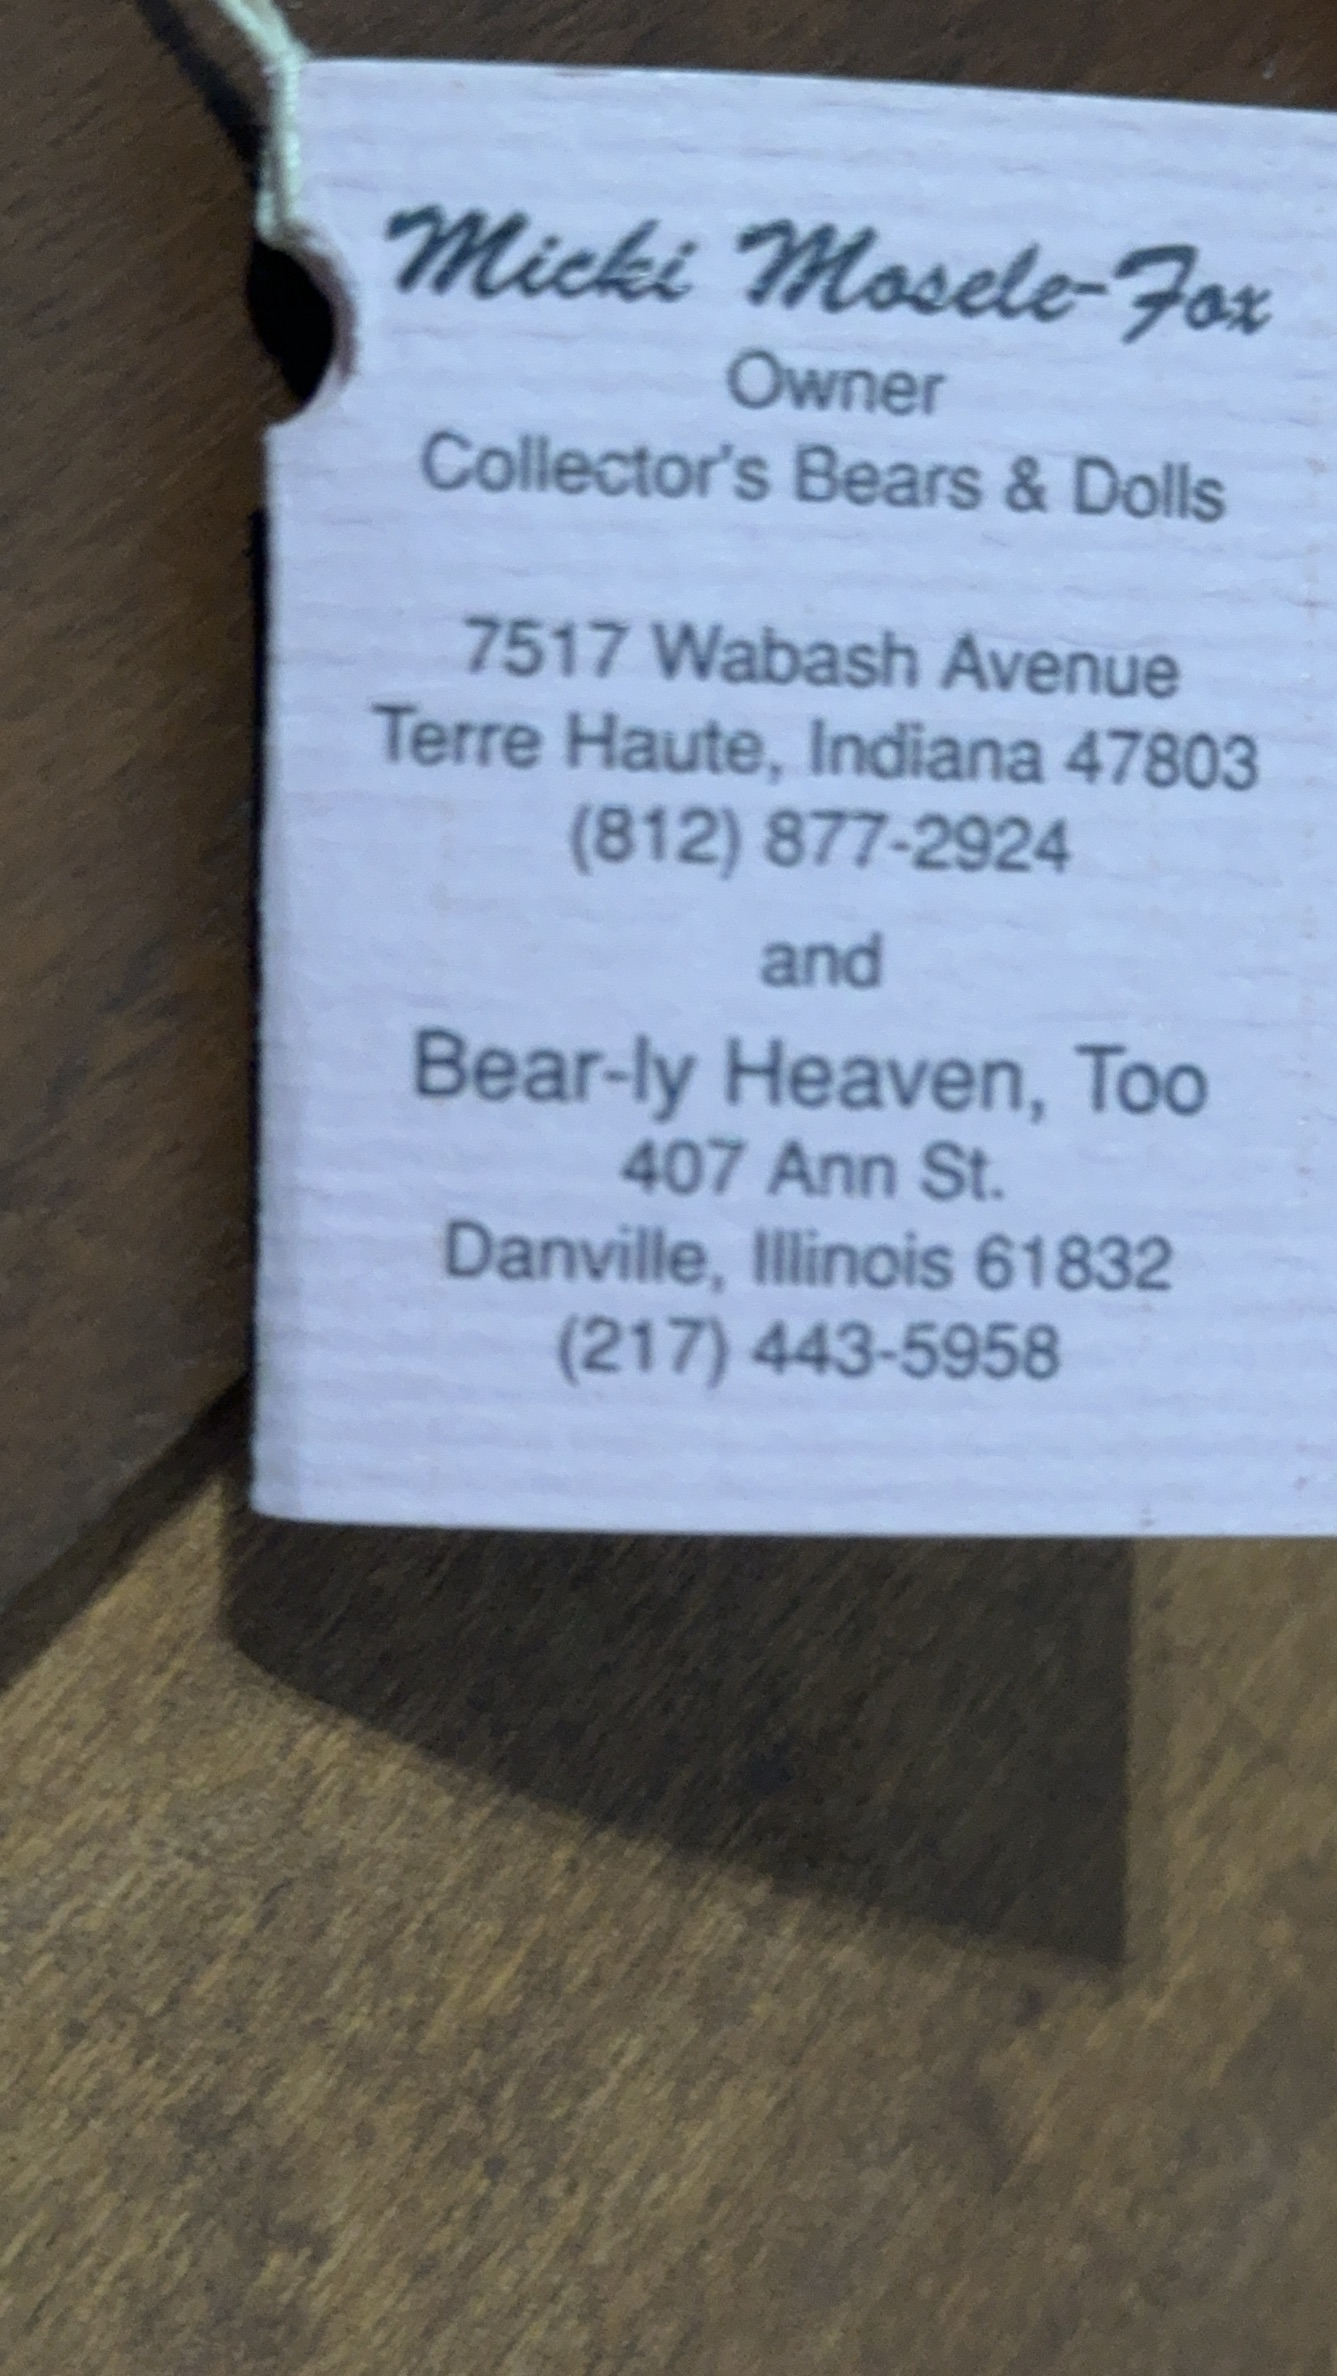 Micki Mosele-Fox
Owner
Collector's Bears & Dolls
7517 Wabash Avenue
Terre Haute, Indiana 47803
(812) 877-2924
and
Bear-ly Heaven, Too
407 Ann St.
Danville, Illinois 61832
(217) 443-5958